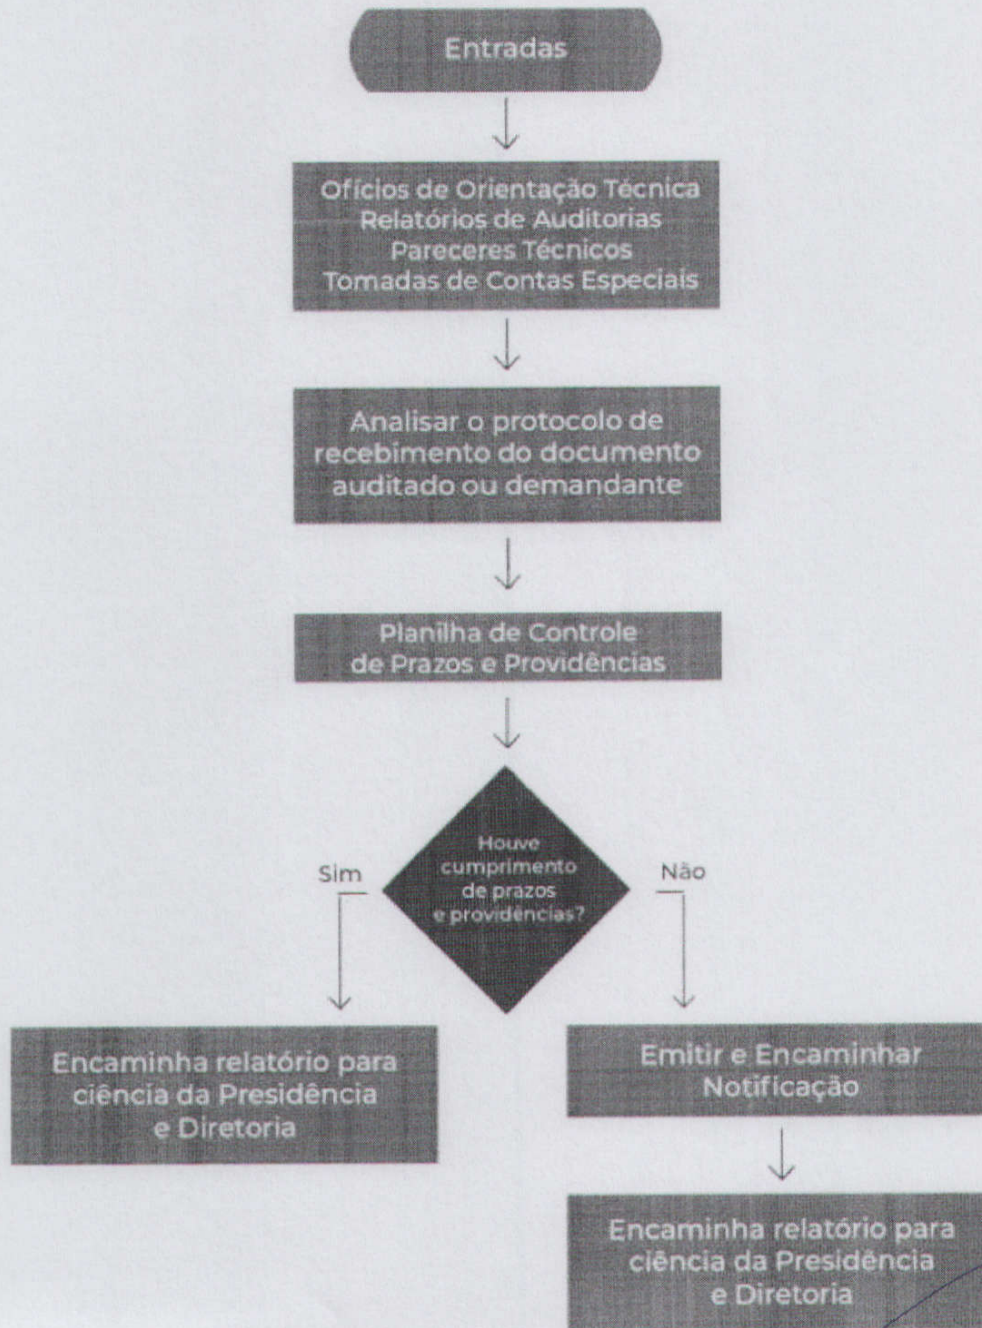 Entradas
Ofícios de Orientação Técnica
Relatórios de Auditorias
Pareceres Técnicos
Tomadas de Contas Especiais
Analisar o protocolo de
recebimento do documento
auditado ou demandante
Planilha de Controle
de Prazos e Providências
Houve
cumprimento
de prazos
e providências?
Sim
Não
Encaminha relatório para
ciência da Presidência
e Diretoria
Emitir e Encaminhar
Notificação
Encaminha relatório para
ciência da Presidência
e Diretoria